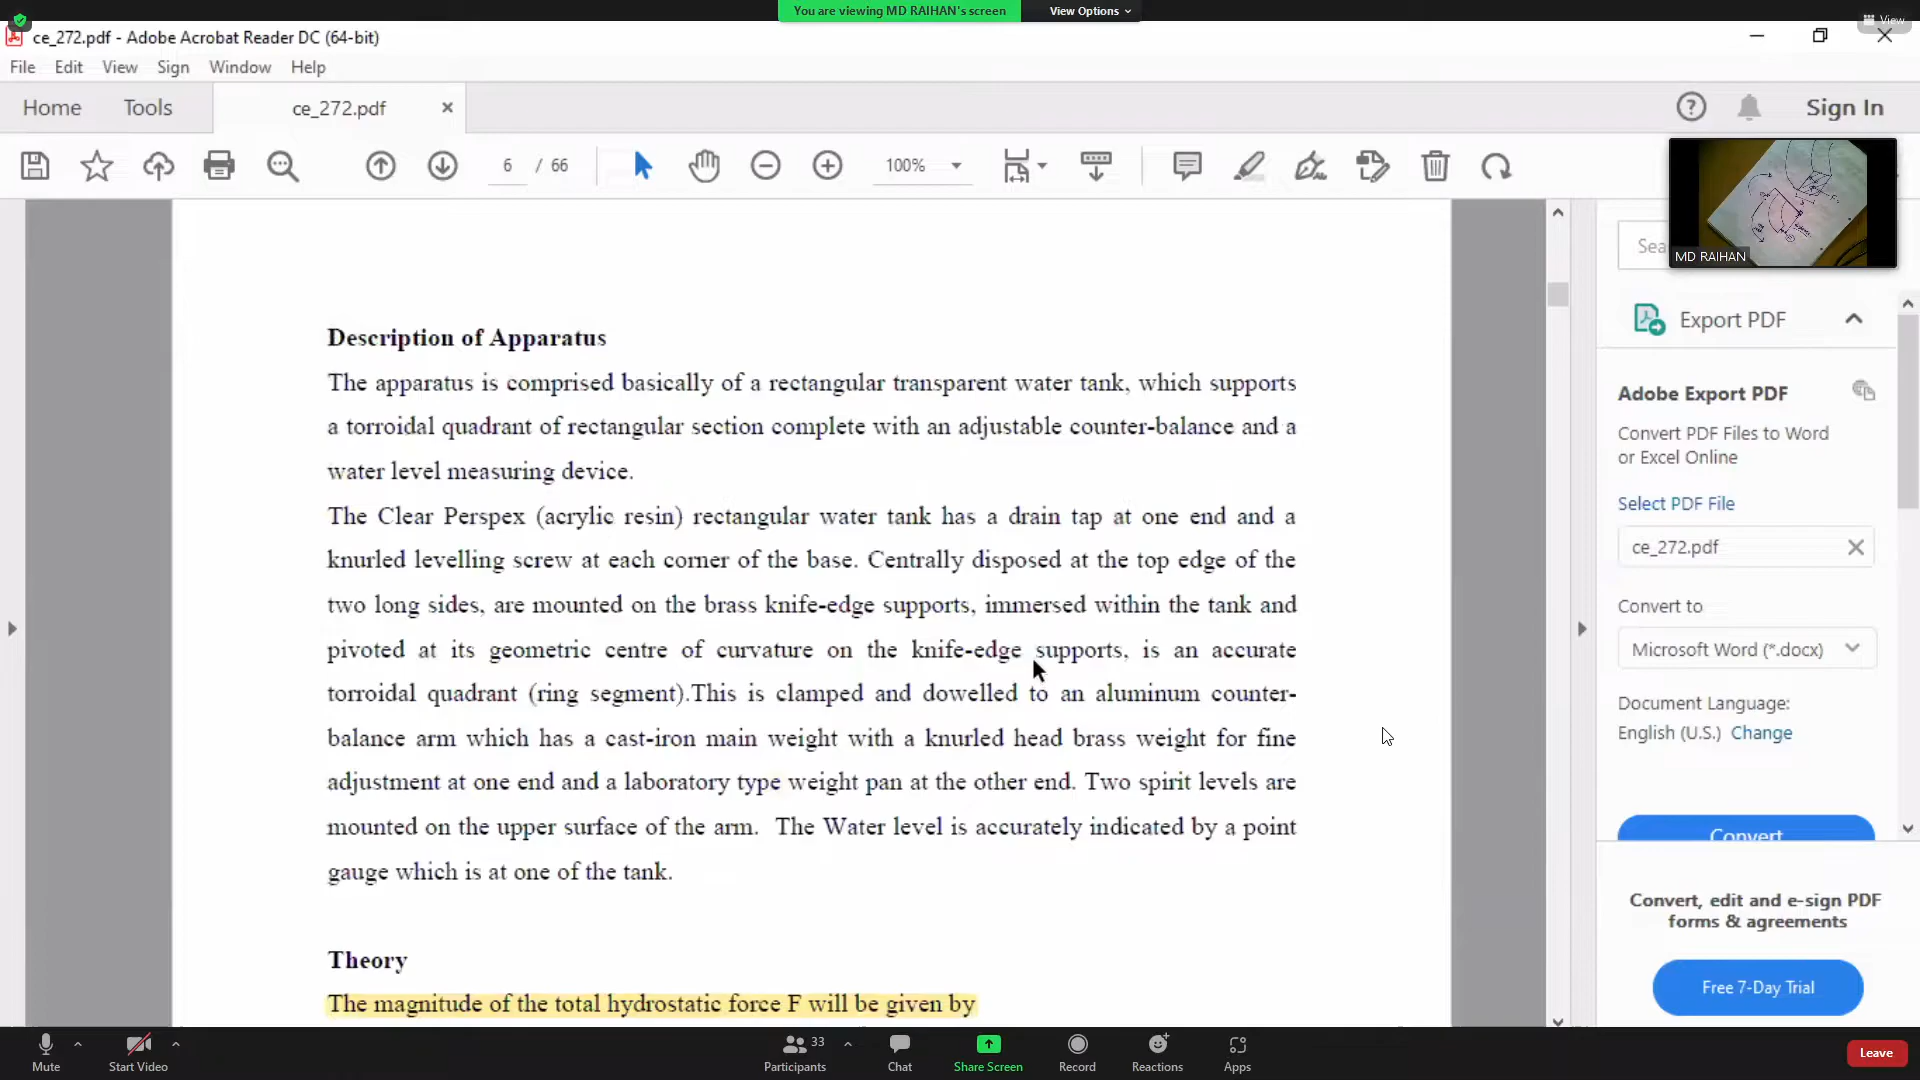 You are viewing MD RAIHAN's screen
View Options
View
ce_272.pdf - Adobe Acrobat Reader DC (64-bit)
File Edit View Sign Window Help
Home Tools ce_272.pdf Sign In
6 / 66 100%
MD RAIHAN
Sea
Export PDF
Adobe Export PDF
Convert PDF Files to Word
or Excel Online
Select PDF File
ce_272.pdf
Convert to
Microsoft Word (*.docx)
Document Language:
English (U.S.) Change
Convert
Convert, edit and e-sign PDF
forms & agreements
Free 7-Day Trial
Description of Apparatus
The apparatus is comprised basically of a rectangular transparent water tank, which supports
a torroidal quadrant of rectangular section complete with an adjustable counter-balance and a
water level measuring device.
The Clear Perspex (acrylic resin) rectangular water tank has a drain tap at one end and a
knurled levelling screw at each corner of the base. Centrally disposed at the top edge of the
two long sides, are mounted on the brass knife-edge supports, immersed within the tank and
pivoted at its geometric centre of curvature on the knife-edge supports, is an accurate
torroidal quadrant (ring segment).This is clamped and dowelled to an aluminum counter-
balance arm which has a cast-iron main weight with a knurled head brass weight for fine
adjustment at one end and a laboratory type weight pan at the other end. Two spirit levels are
mounted on the upper surface of the arm. The Water level is accurately indicated by a point
gauge which is at one of the tank.
Theory
The magnitude of the total hydrostatic force F will be given by
Mute
Start Video
33
Participants
Chat
Share Screen
Record
Reactions
Apps
Leave